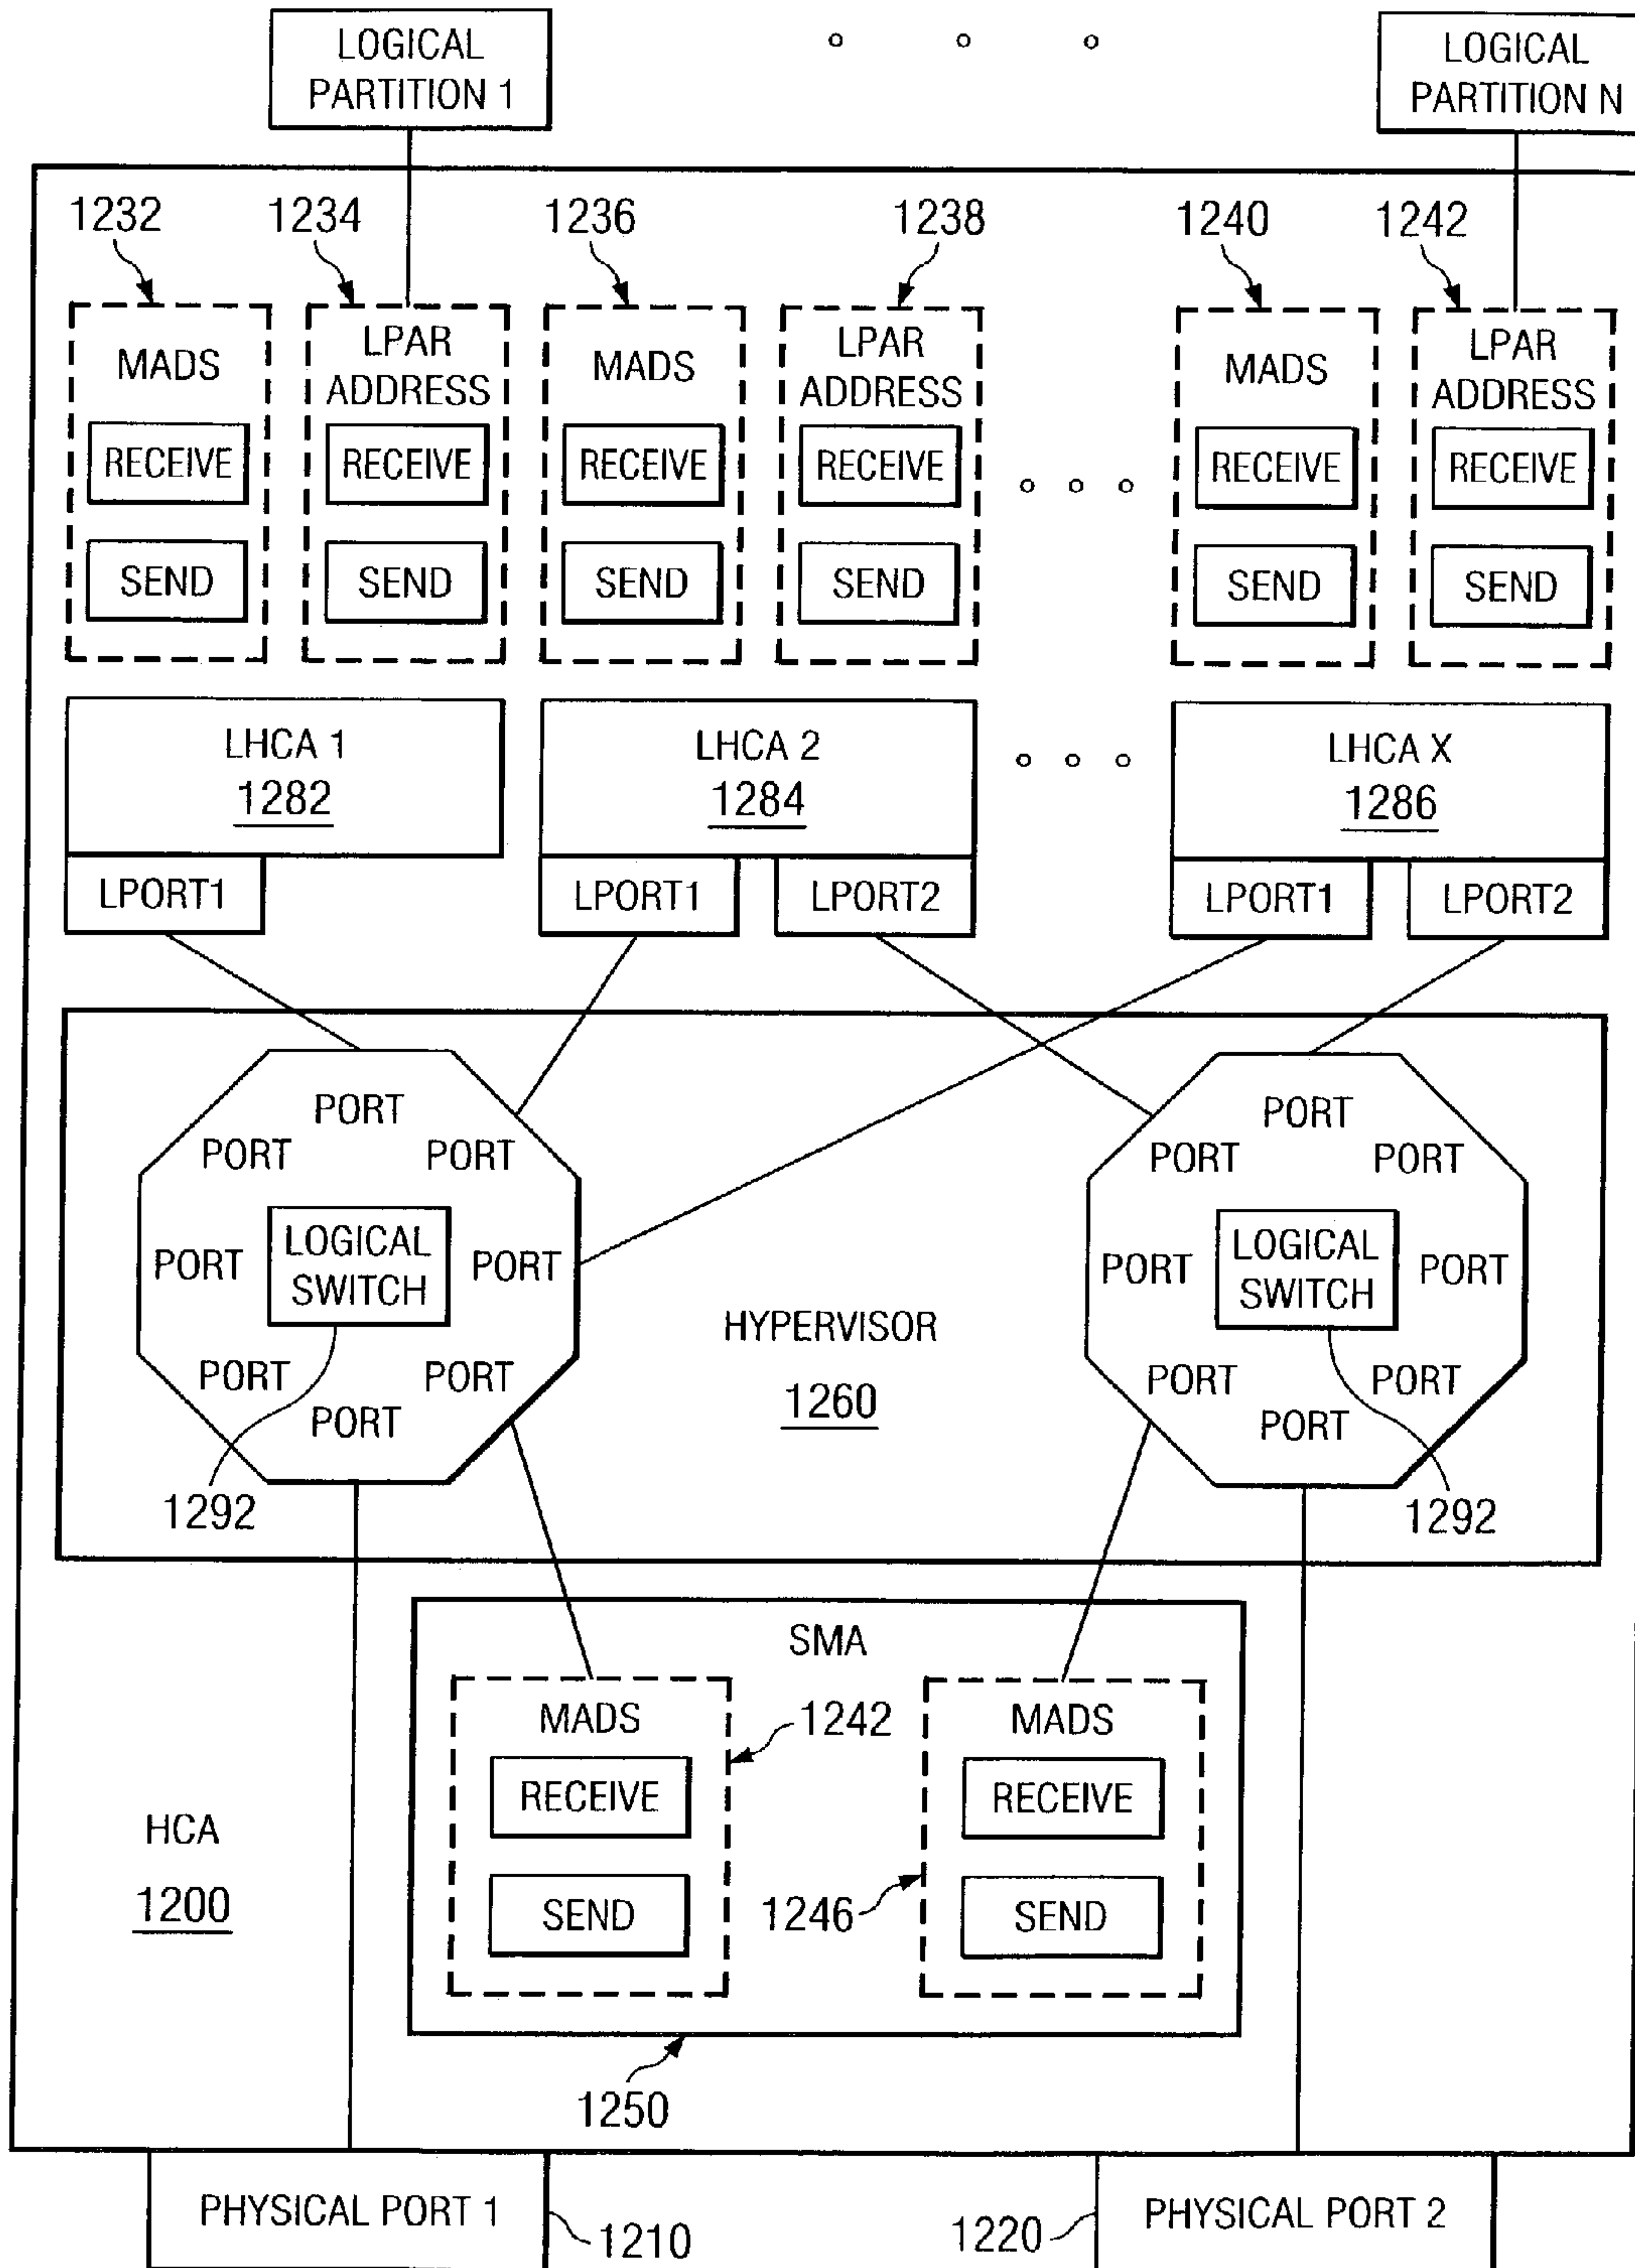 LOGICAL
PARTITION 1
LOGICAL
PARTITION N
1232
1234
1236
1238
1240
1242
MADS
RECEIVE
SEND
LPAR
ADDRESS
RECEIVE
SEND
MADS
RECEIVE
SEND
LPAR
ADDRESS
RECEIVE
SEND
MADS
RECEIVE
SEND
LPAR
ADDRESS
RECEIVE
SEND
LHCA 1
1282
LPORT1
LHCA 2
1284
LPORT1
LPORT2
LHCA X
1286
LPORT1
LPORT2
PORT
PORT
PORT
PORT
LOGICAL
SWITCH
PORT
PORT
PORT
PORT
1292
HYPERVISOR
1260
PORT
PORT
PORT
PORT
LOGICAL
SWITCH
PORT
PORT
PORT
PORT
1292
SMA
MADS
RECEIVE
SEND
1242
MADS
RECEIVE
SEND
1246
1250
HCA
1200
PHYSICAL PORT 1
1210
1220
PHYSICAL PORT 2